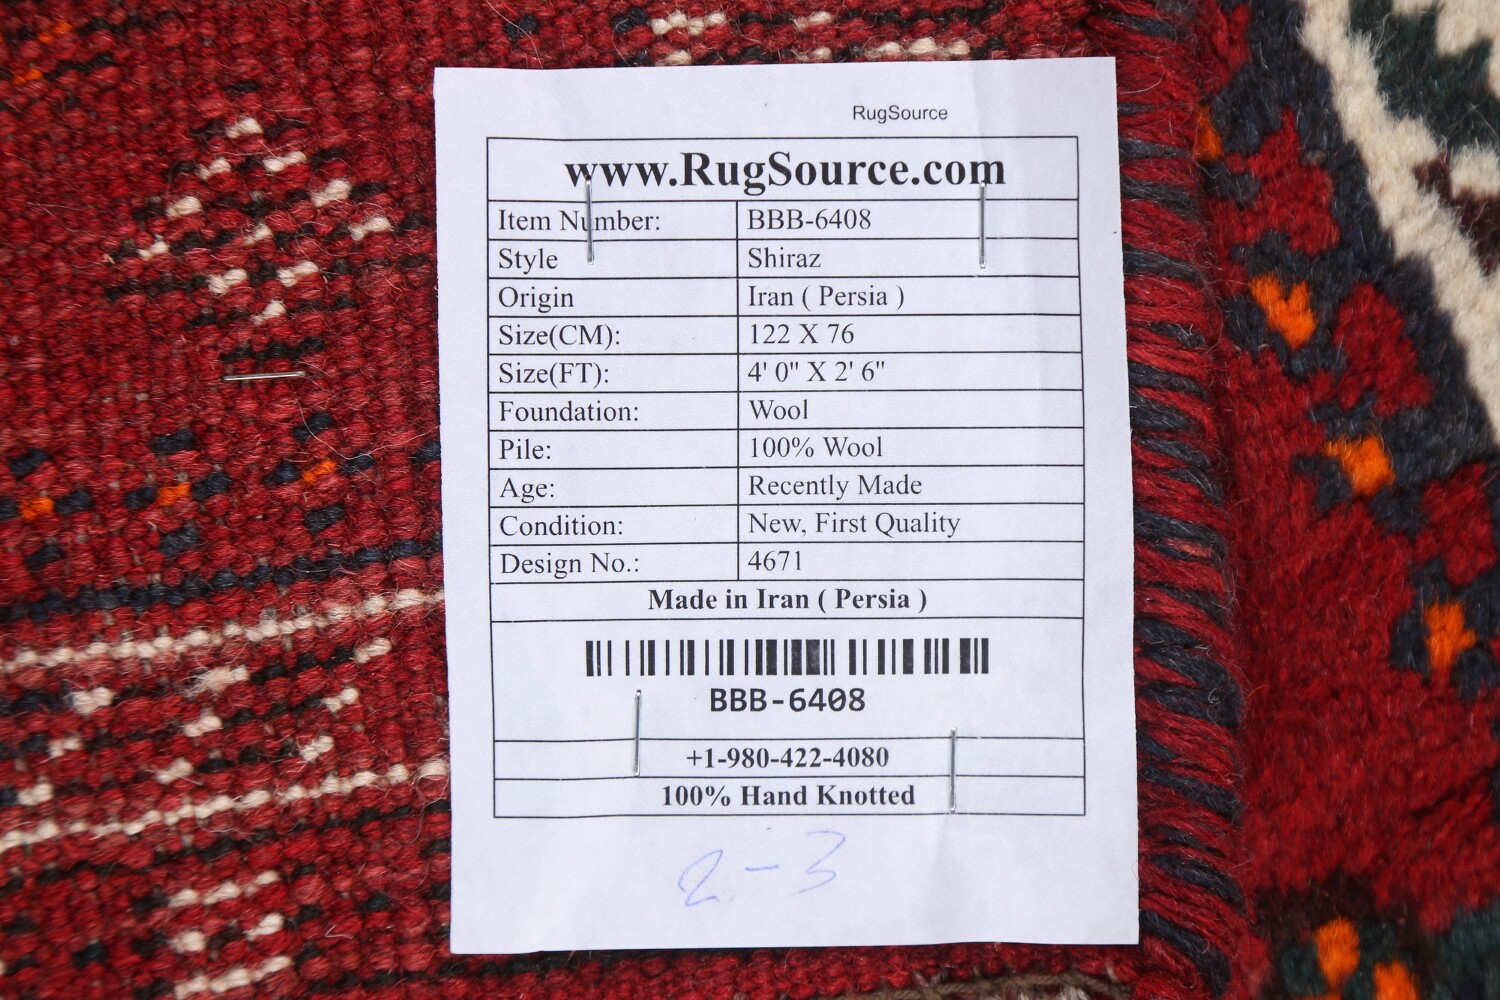 RugSource
www.RugSource.com
Item Number: BBB-6408
Style Shiraz
Origin Iran ( Persia )
Size(CM): 122 X 76
Size(FT): 4' 0" X 2' 6"
Foundation: Wool
Pile: 100% Wool
Age: Recently Made
Condition: New, First Quality
Design No.: 4671
Made in Iran ( Persia )
BBB-6408
+1-980-422-4080
100% Hand Knotted
2-3